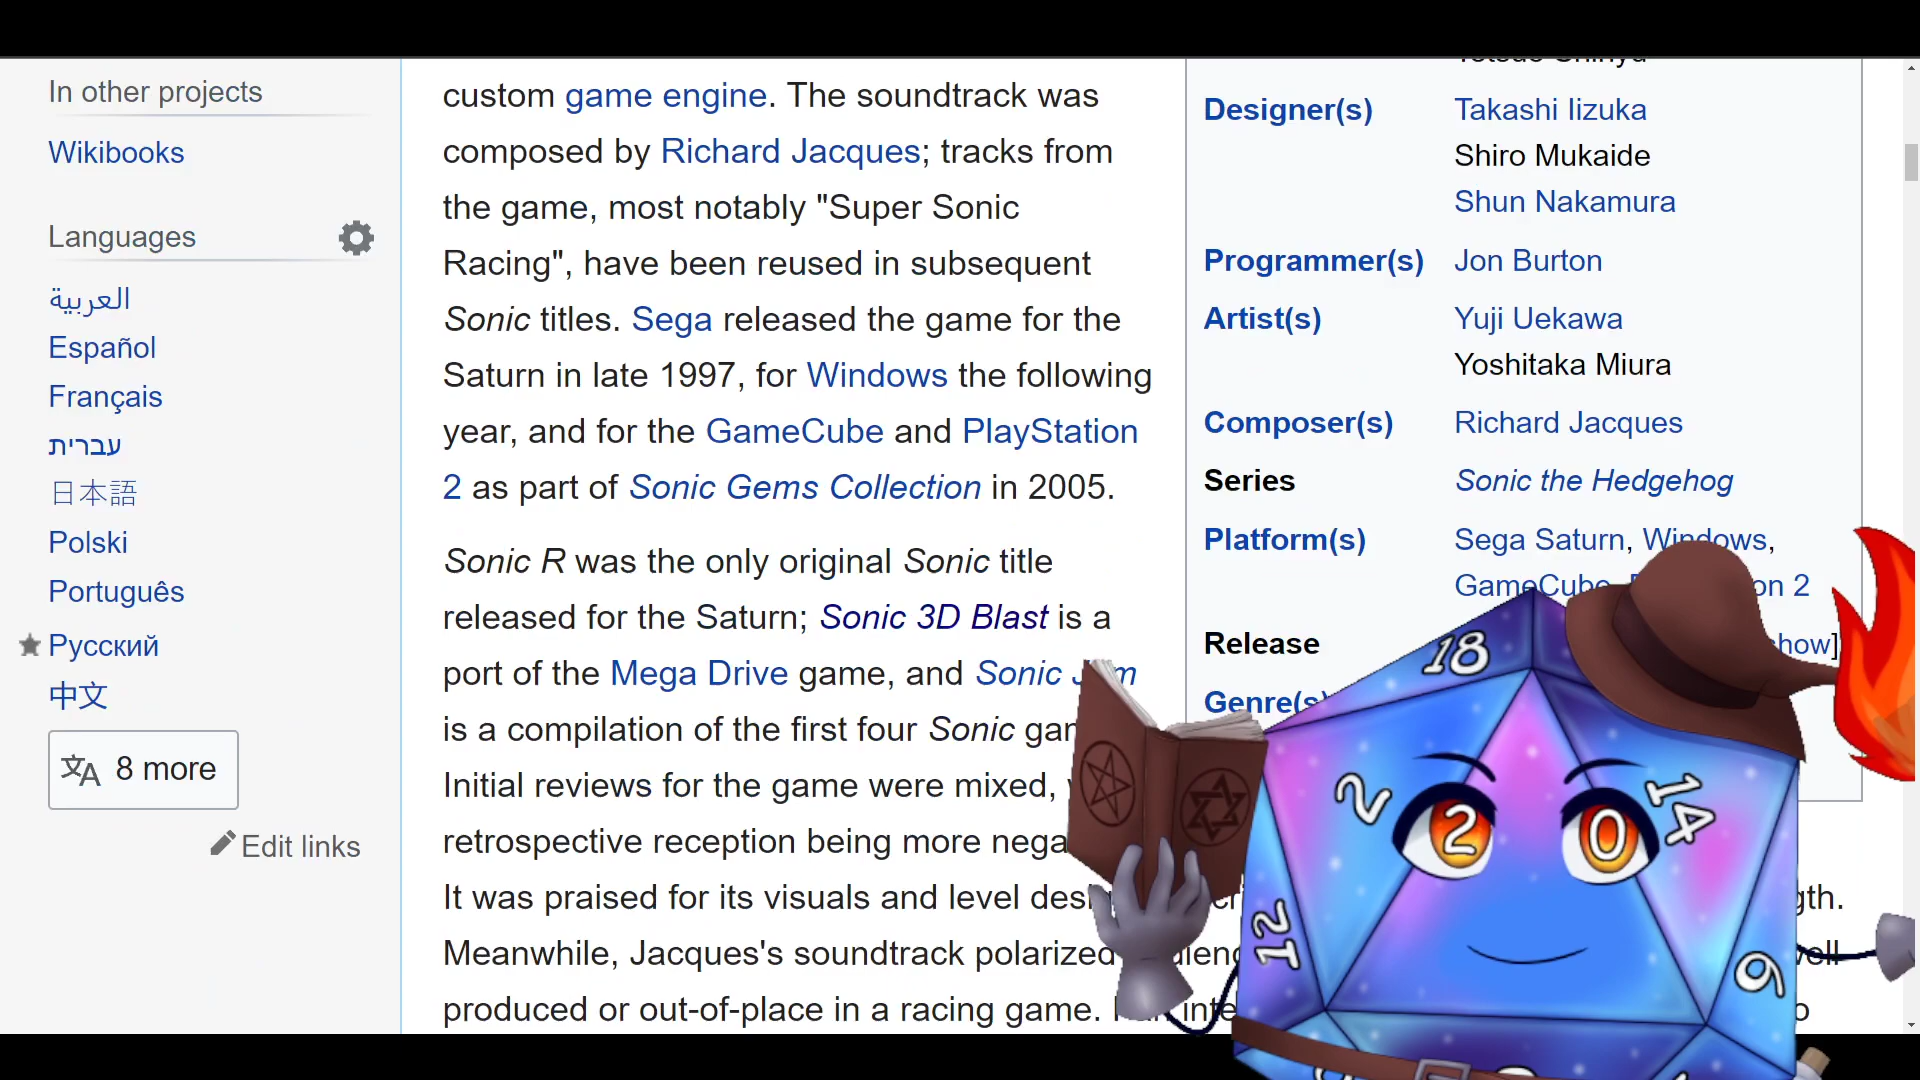 In other projects
Wikibooks
Languages
العربية
Español
Français
עברית
日本語
Polski
Português
Русский
中文
8 more
Edit links
custom game engine. The soundtrack was
composed by Richard Jacques; tracks from
the game, most notably "Super Sonic
Racing", have been reused in subsequent
Sonic titles. Sega released the game for the
Saturn in late 1997, for Windows the following
year, and for the GameCube and PlayStation
2 as part of Sonic Gems Collection in 2005.
Sonic R was the only original Sonic title
released for the Saturn; Sonic 3D Blast is a
port of the Mega Drive game, and Sonic
is a compilation of the first four Sonic
Initial reviews for the game were mixed,
retrospective reception being more
It was praised for its visuals and level
Meanwhile, Jacques's soundtrack polarized
produced or out-of-place in a racing game.
Designer(s) Takashi Iizuka
Shiro Mukaide
Shun Nakamura
Programmer(s) Jon Burton
Artist(s) Yuji Uekawa
Yoshitaka Miura
Composer(s) Richard Jacques
Series Sonic the Hedgehog
Platform(s) Sega Saturn, Windows,
GameCube, 2
Release
Genre(s)
18
2
2
0
14
12
9